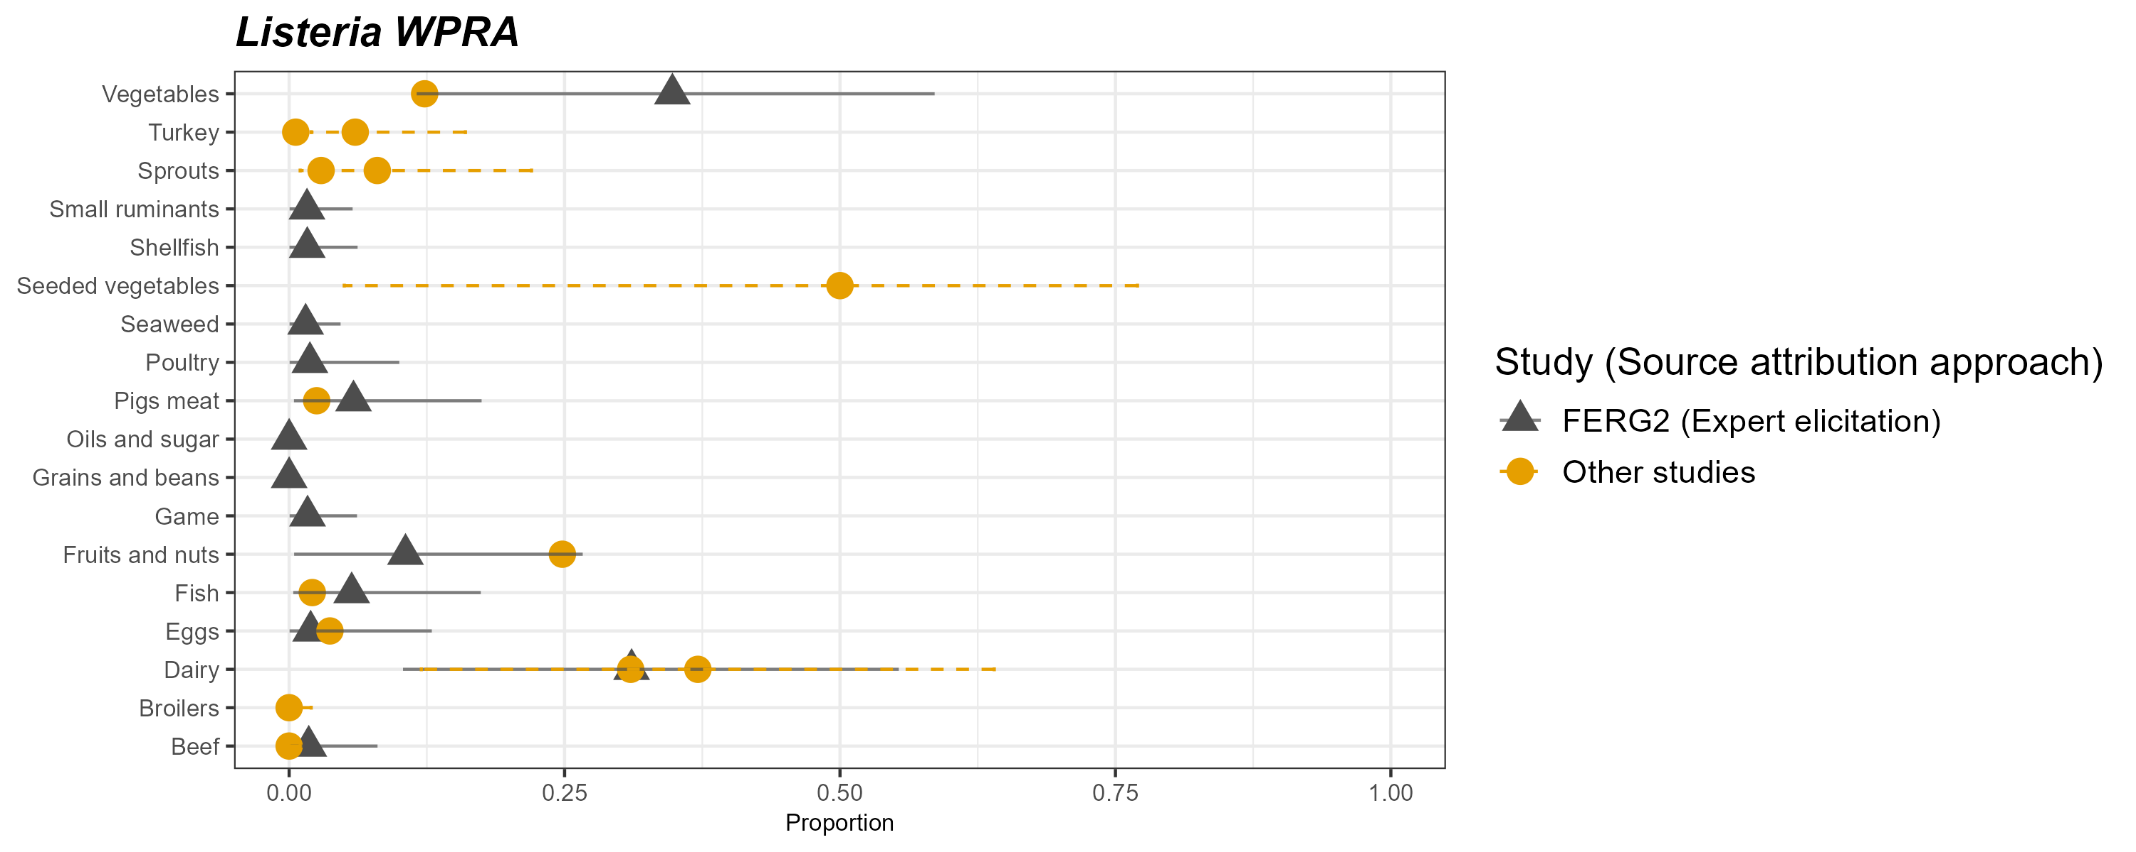 Listeria WPRA
Vegetables
Turkey
Sprouts
Small ruminants
Shellfish
Seeded vegetables
Seaweed
Poultry
Pigs meat
Oils and sugar
Grains and beans
Game
Fruits and nuts
Fish
Eggs
Dairy
Broilers
Beef
0.00 0.25 0.50 0.75 1.00
Proportion
Study (Source attribution approach)
FERG2 (Expert elicitation)
Other studies